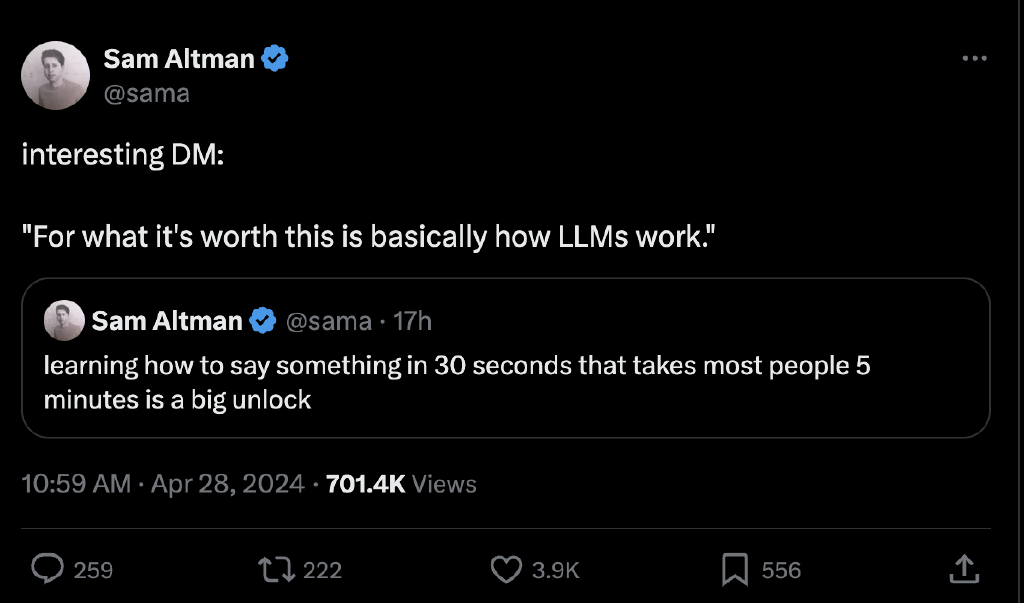 Sam Altman
@sama
interesting DM:
"For what it's worth this is basically how LLMs work."
Sam Altman @sama · 17h
learning how to say something in 30 seconds that takes most people 5
minutes is a big unlock
10:59 AM · Apr 28, 2024 · 701.4K Views
259 222 3.9K 556